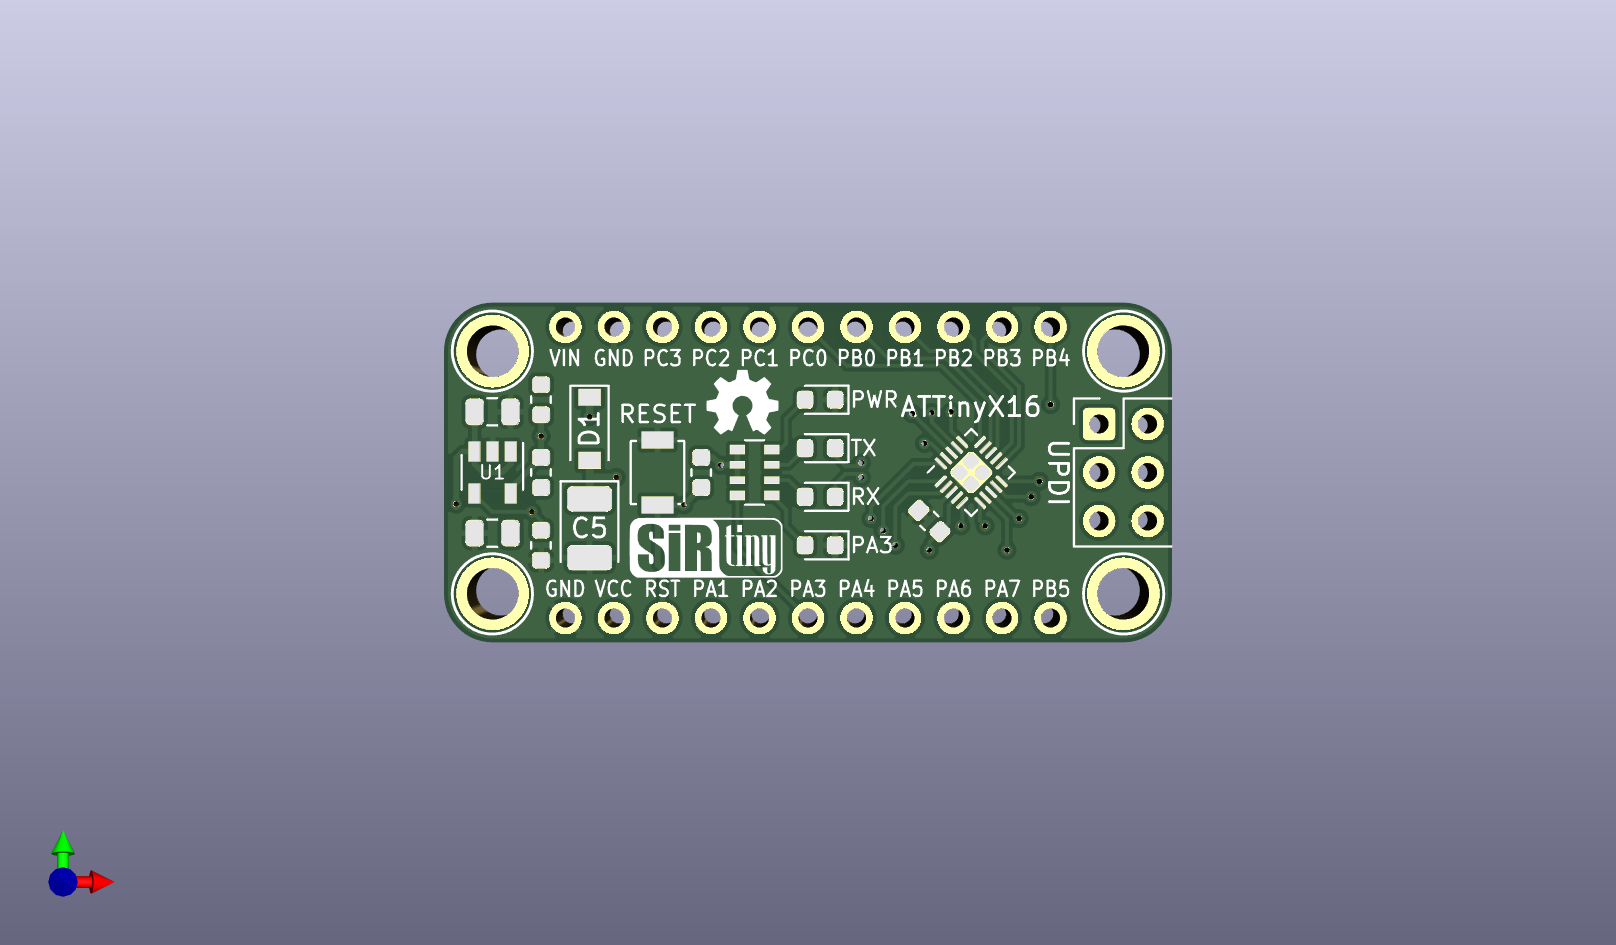 VIN GND PC3 PC2 PC1 PC0 PB0 PB1 PB2 PB3 PB4
PWR
ATTinyX16
RESET
D1
TX
U1
UPDI
RX
C5
SiR tiny
PA3
GND VCC RST PA1 PA2 PA3 PA4 PA5 PA6 PA7 PB5